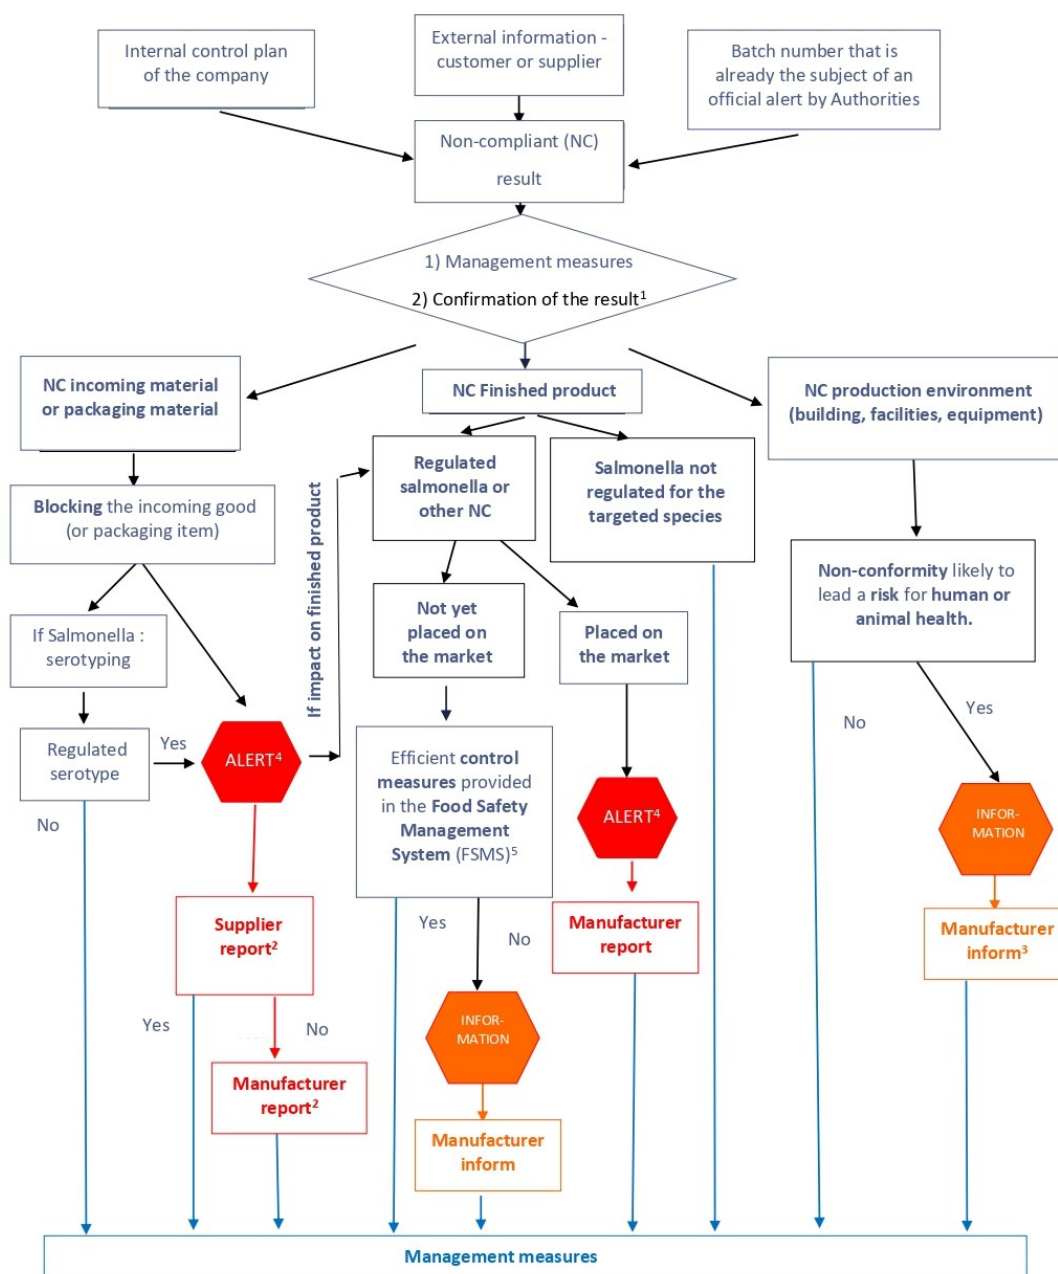 Internal control plan
of the company
External information -
customer or supplier
Batch number that is
already the subject of an
official alert by Authorities
Non-compliant (NC)
result
1) Management measures
2) Confirmation of the result¹
NC incoming material
or packaging material
NC Finished product
NC production environment
(building, facilities, equipment)
Blocking the incoming good
(or packaging item)
If impact on finished product
Regulated
salmonella or
other NC
Salmonella not
regulated for the
targeted species
Non-conformity likely to
lead a risk for human or
animal health.
If Salmonella :
serotyping
Not yet
placed on
the market
Placed on
the market
Regulated
serotype
Yes
No
ALERT⁴
Efficient control
measures provided
in the Food Safety
Management
System (FSMS)⁵
ALERT⁴
No
Yes
INFOR-
MATION
Supplier
report²
Yes
No
Manufacturer
report
Manufacturer
inform³
Yes
No
INFOR-
MATION
Manufacturer
report²
Manufacturer
inform
Management measures